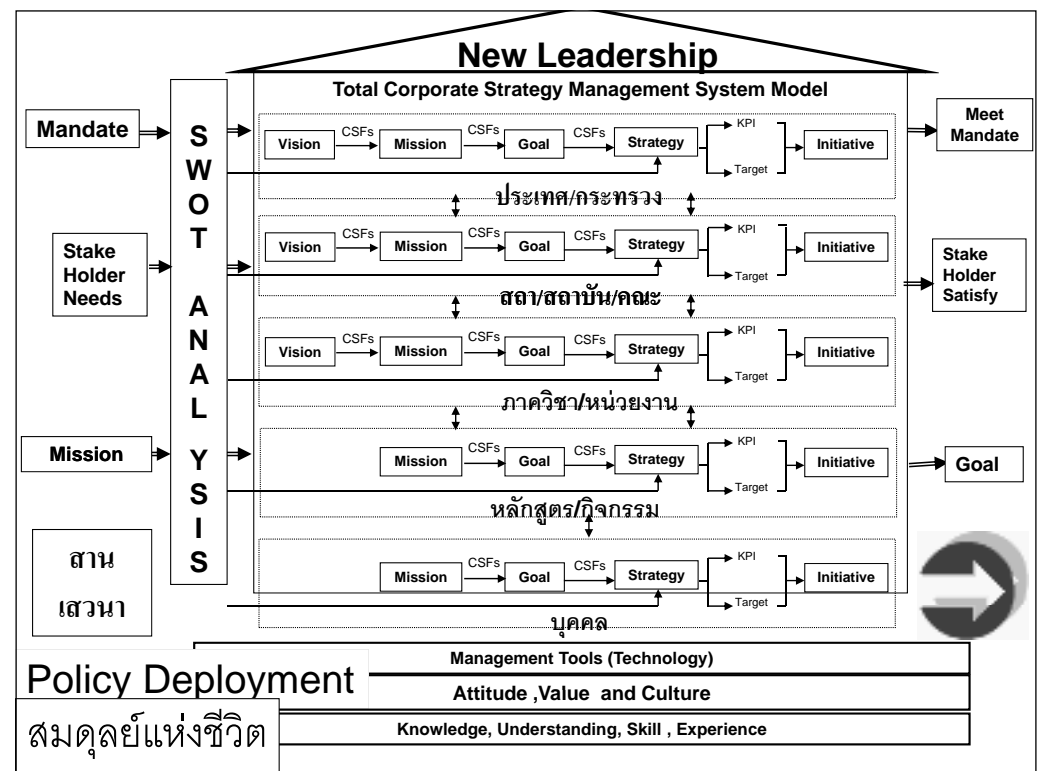 New Leadership
Total Corporate Strategy Management System Model
Mandate
Stake
Holder
Needs
Mission
สาน
เสวนา
SWOT ANALYSIS
CSFs CSFs CSFs KPI
Vision Mission Goal Strategy Initiative
Target
ประเทศ/กระทรวง
CSFs CSFs CSFs KPI
Vision Mission Goal Strategy Initiative
Target
สถา/สถาบัน/คณะ
CSFs CSFs CSFs KPI
Vision Mission Goal Strategy Initiative
Target
ภาควิชา/หน่วยงาน
CSFs CSFs KPI
Mission Goal Strategy Initiative
Target
หลักสูตร/กิจกรรม
CSFs CSFs KPI
Mission Goal Strategy Initiative
Target
บุคคล
Meet
Mandate
Stake
Holder
Satisfy
Goal
Management Tools (Technology)
Policy Deployment
Attitude ,Value and Culture
สมดุลย์แห่งชีวิต
Knowledge, Understanding, Skill , Experience